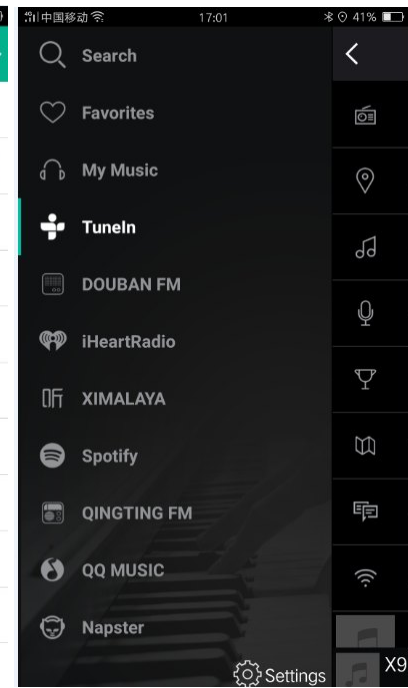 4G 中国移动 17:01 41%
Search
Favorites
My Music
TuneIn
DOUBAN FM
iHeartRadio
听 XIMALAYA
Spotify
QINGTING FM
QQ MUSIC
Napster
Settings
X9